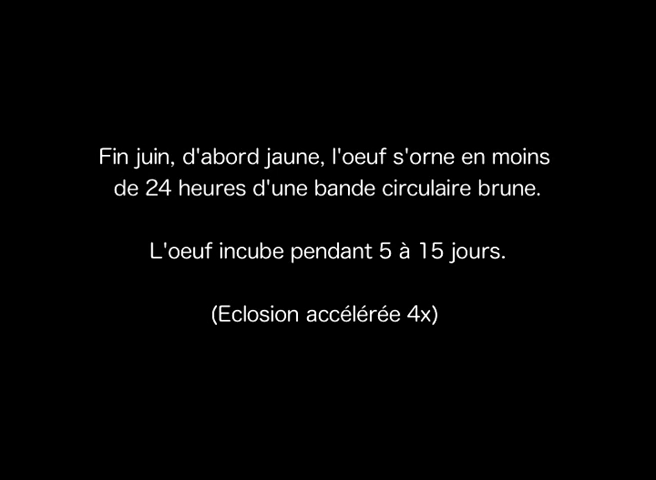 Fin juin, d'abord jaune, l'oeuf s'orne en moins
de 24 heures d'une bande circulaire brune.
L'oeuf incube pendant 5 à 15 jours.
(Eclosion accélérée 4x)